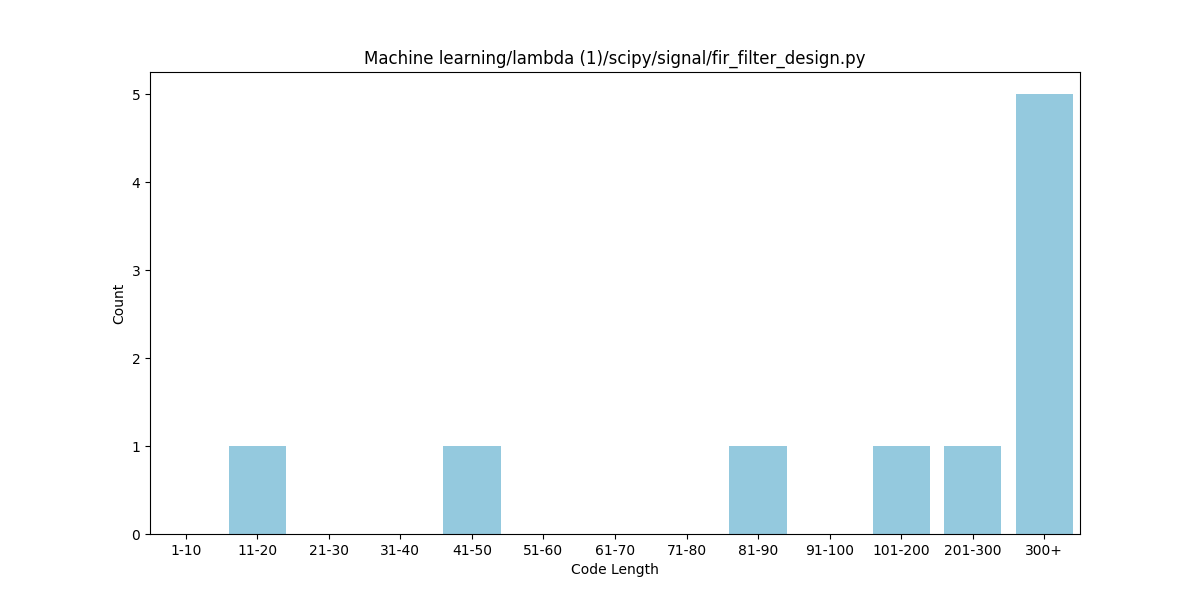 Machine learning/lambda (1)/scipy/signal/fir_filter_design.py
5
4
3
2
1
0
Count
1-10 11-20 21-30 31-40 41-50 51-60 61-70 71-80 81-90 91-100 101-200 201-300 300+
Code Length